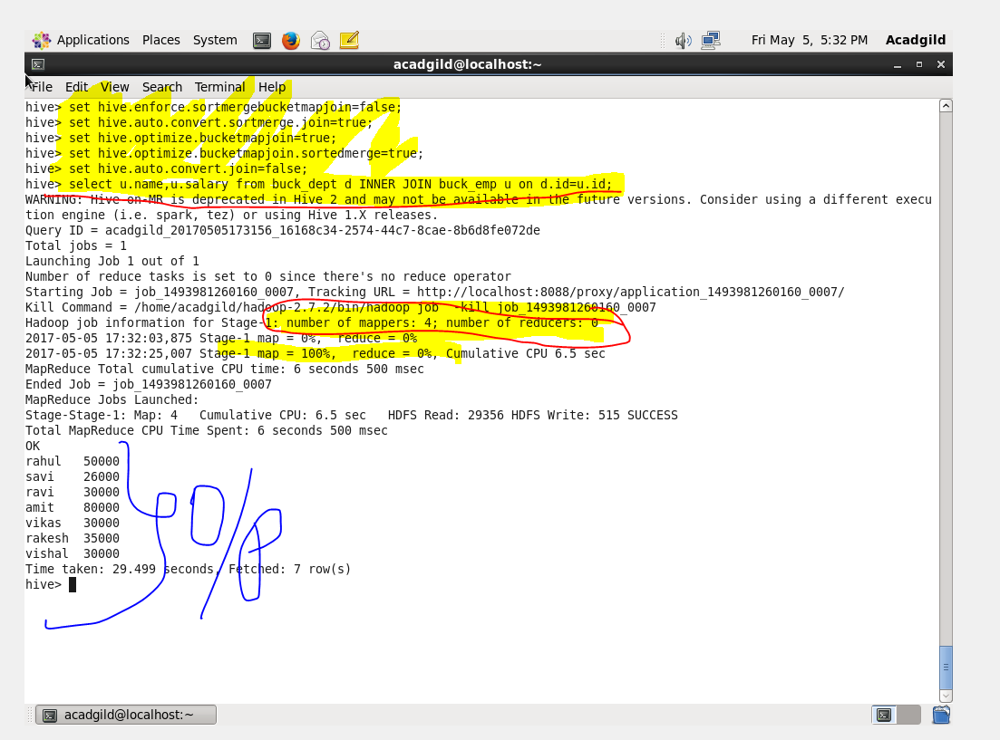 Applications Places System Fri May 5, 5:32 PM Acadgild
acadgild@localhost:~
File Edit View Search Terminal Help
hive> set hive.enforce.sortmergebucketmapjoin=false;
hive> set hive.auto.convert.sortmerge.join=true;
hive> set hive.optimize.bucketmapjoin=true;
hive> set hive.optimize.bucketmapjoin.sortedmerge=true;
hive> set hive.auto.convert.join=false;
hive> select u.name,u.salary from buck_dept d INNER JOIN buck_emp u on d.id=u.id;
WARNING: Hive-on-MR is deprecated in Hive 2 and may not be available in the future versions. Consider using a different execu
tion engine (i.e. spark, tez) or using Hive 1.X releases.
Query ID = acadgild_20170505173156_16168c34-2574-44c7-8cae-8b6d8fe072de
Total jobs = 1
Launching Job 1 out of 1
Number of reduce tasks is set to 0 since there's no reduce operator
Starting Job = job_1493981260160_0007, Tracking URL = http://localhost:8088/proxy/application_1493981260160_0007/
Kill Command = /home/acadgild/hadoop-2.7.2/bin/hadoop job  -kill job_1493981260160_0007
Hadoop job information for Stage-1: number of mappers: 4; number of reducers: 0
2017-05-05 17:32:03,875 Stage-1 map = 0%,  reduce = 0%
2017-05-05 17:32:25,007 Stage-1 map = 100%,  reduce = 0%, Cumulative CPU 6.5 sec
MapReduce Total cumulative CPU time: 6 seconds 500 msec
Ended Job = job_1493981260160_0007
MapReduce Jobs Launched:
Stage-Stage-1: Map: 4   Cumulative CPU: 6.5 sec   HDFS Read: 29356 HDFS Write: 515 SUCCESS
Total MapReduce CPU Time Spent: 6 seconds 500 msec
OK
rahul   50000
savi    26000
ravi    30000
amit    80000
vikas   30000
rakesh  35000
vishal  30000
O/P
Time taken: 29.499 seconds, Fetched: 7 row(s)
hive>
acadgild@localhost:~